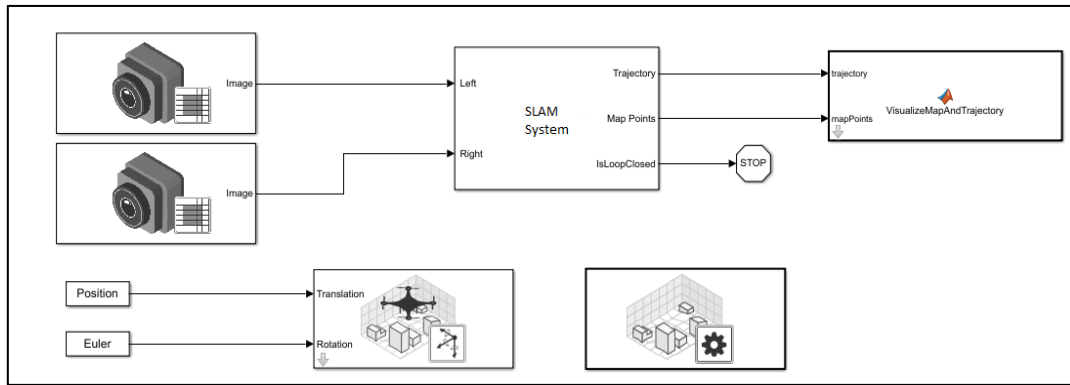 Image
Image
Left
Right
SLAM
System
Trajectory
Map Points
IsLoopClosed
STOP
trajectory
mapPoints
VisualizeMapAndTrajectory
Position
Euler
Translation
Rotation